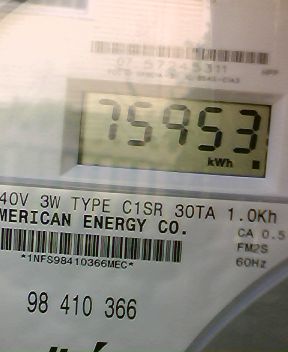 75953
kWh
40V 3W TYPE C1SR 30TA 1.0Kh
MERICAN ENERGY CO.
CA 0.5
FM2S
60Hz
*1NFS98410366MEC*
98 410 366